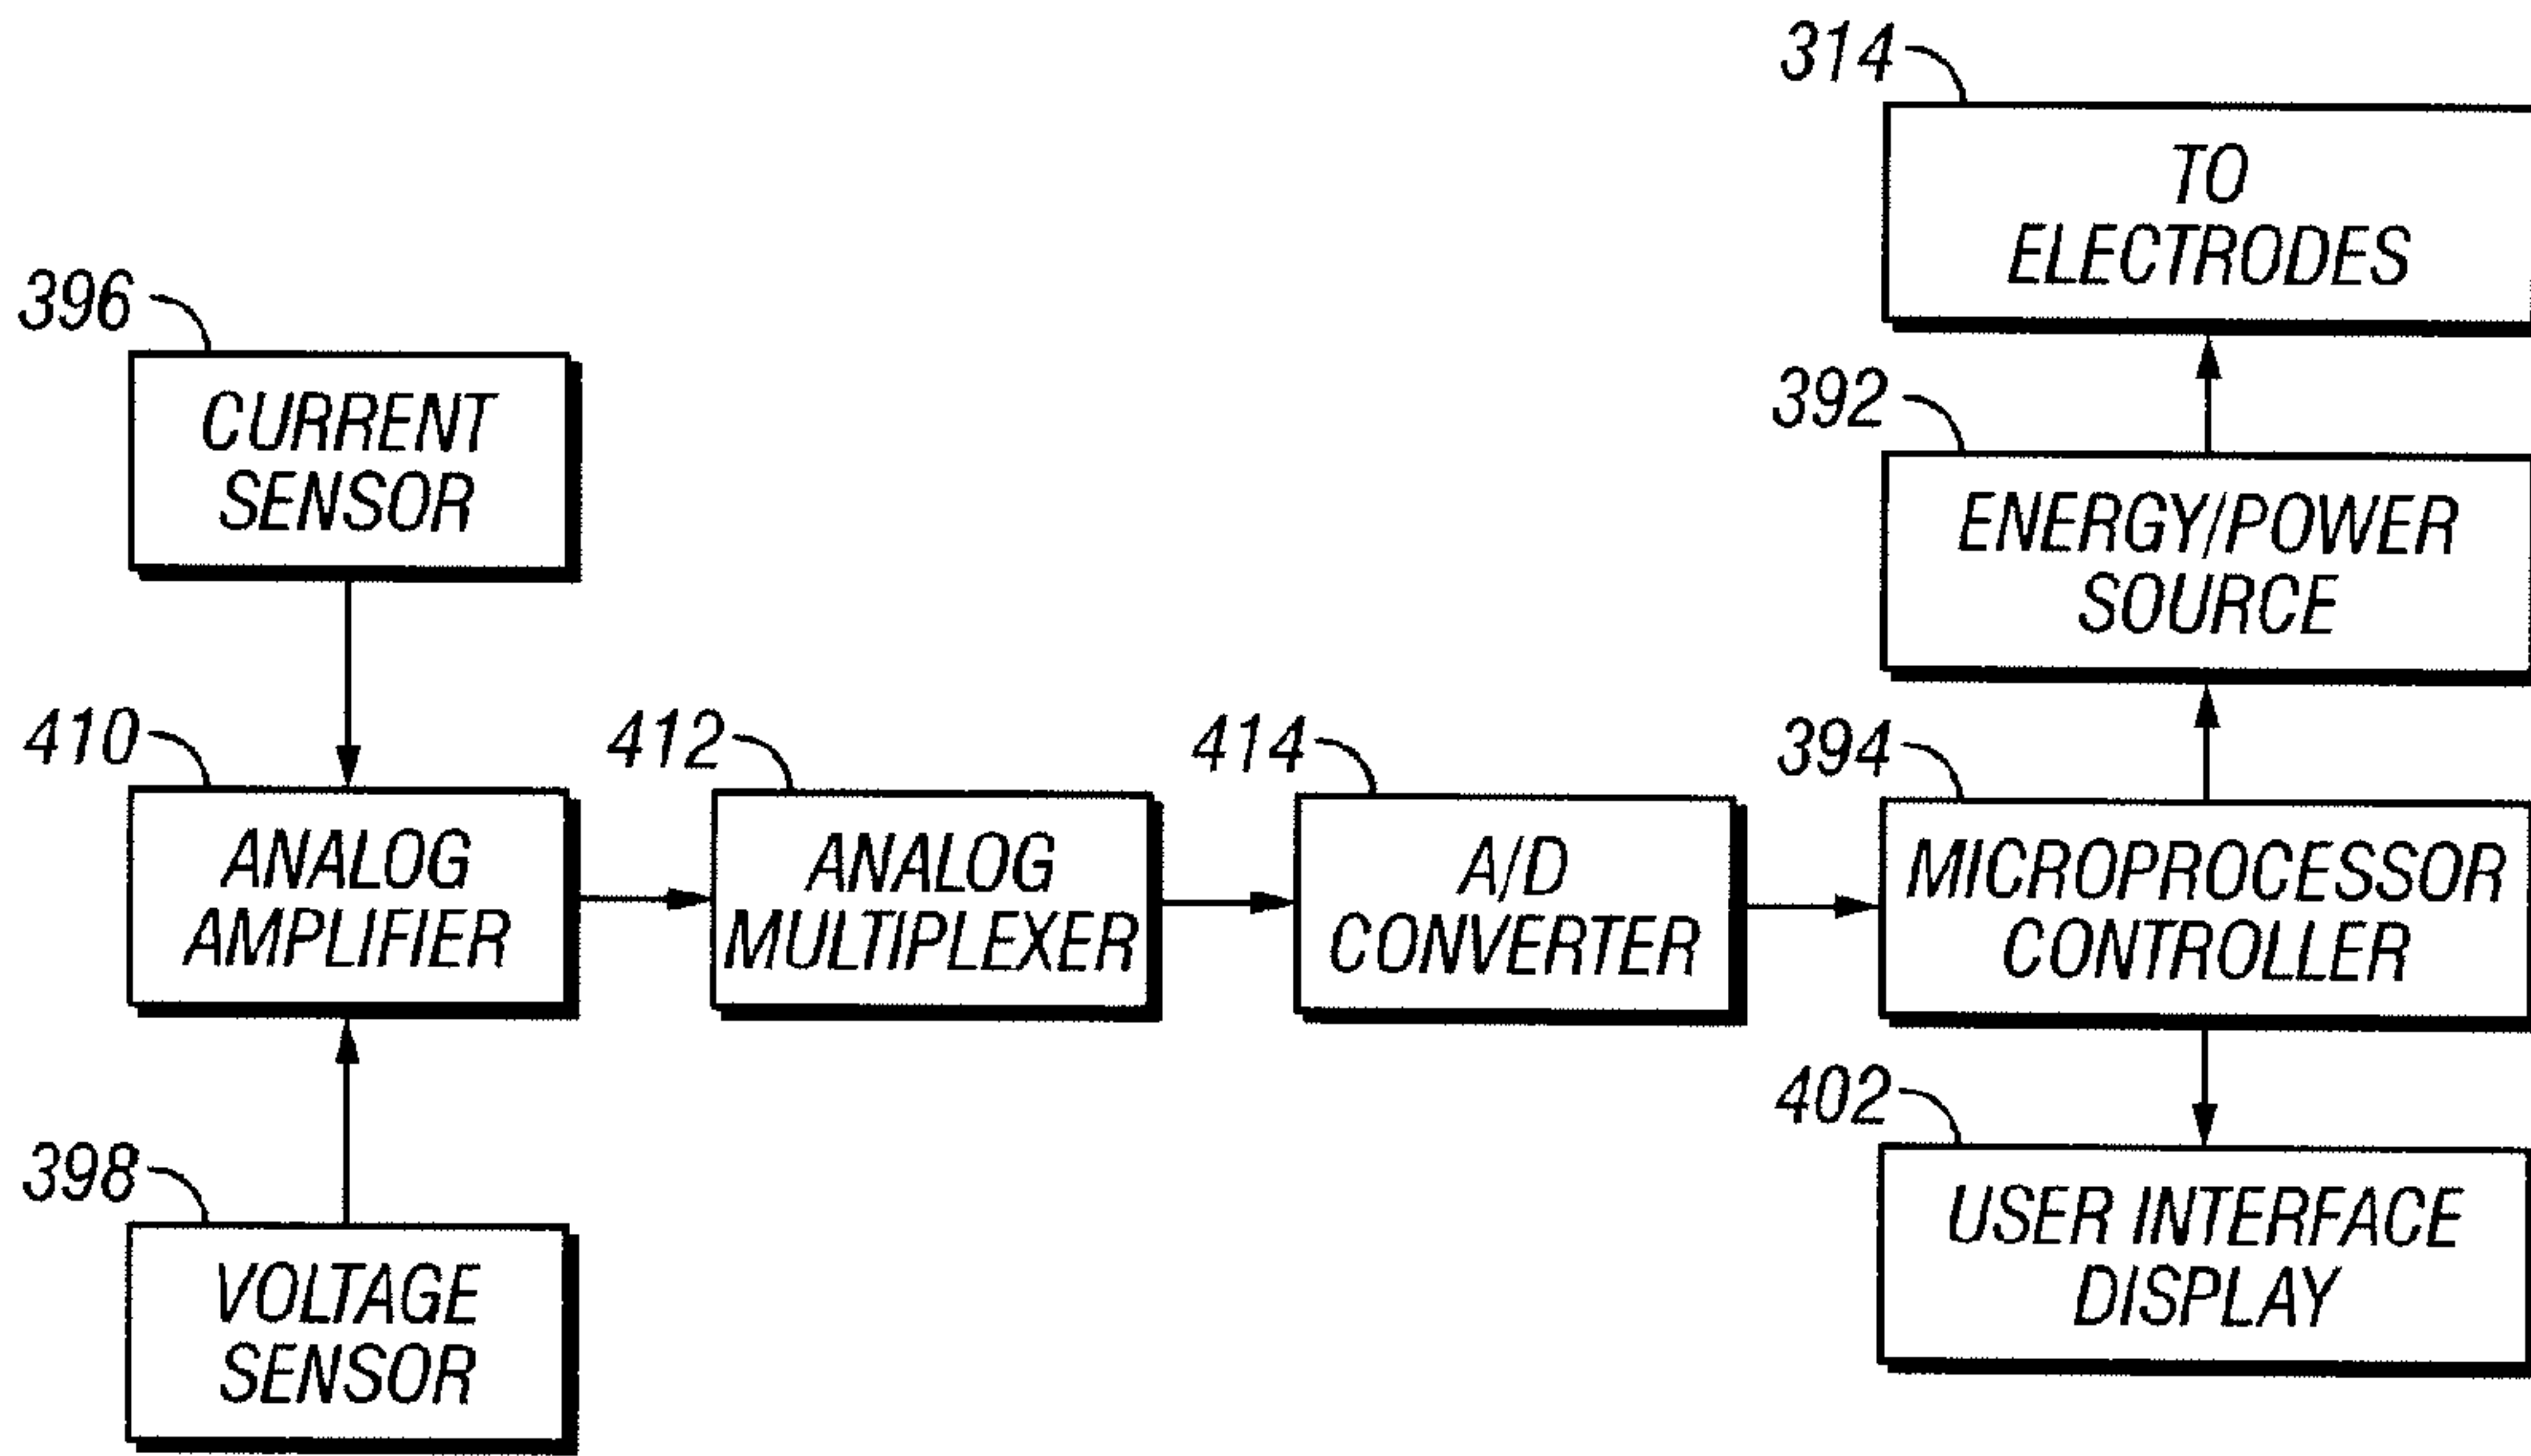 314
TO
ELECTRODES
396
CURRENT
SENSOR
392
ENERGY/POWER
SOURCE
410
ANALOG
AMPLIFIER
412
ANALOG
MULTIPLEXER
414
A/D
CONVERTER
394
MICROPROCESSOR
CONTROLLER
398
VOLTAGE
SENSOR
402
USER INTERFACE
DISPLAY